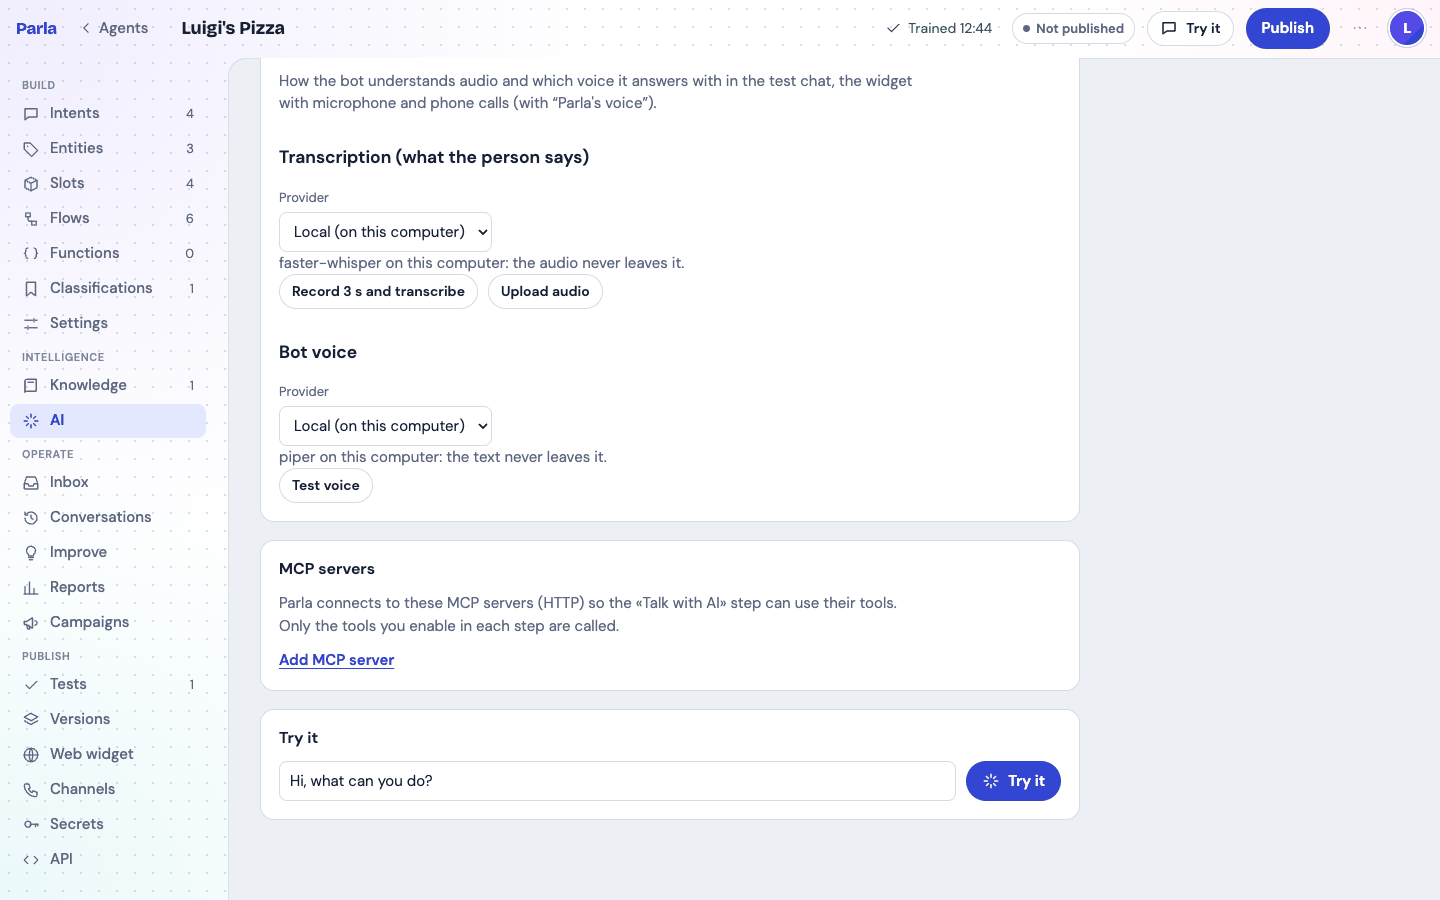 Parla
Agents
Luigi's Pizza
Trained 12:44
Not published
Try it
Publish
L
BUILD
Intents 4
Entities 3
Slots 4
Flows 6
Functions 0
Classifications 1
Settings
INTELLIGENCE
Knowledge 1
AI
OPERATE
Inbox
Conversations
Improve
Reports
Campaigns
PUBLISH
Tests 1
Versions
Web widget
Channels
Secrets
API
How the bot understands audio and which voice it answers with in the test chat, the widget
with microphone and phone calls (with “Parla's voice”).
Transcription (what the person says)
Provider
Local (on this computer)
faster-whisper on this computer: the audio never leaves it.
Record 3 s and transcribe
Upload audio
Bot voice
Provider
Local (on this computer)
piper on this computer: the text never leaves it.
Test voice
MCP servers
Parla connects to these MCP servers (HTTP) so the «Talk with AI» step can use their tools.
Only the tools you enable in each step are called.
Add MCP server
Try it
Hi, what can you do?
Try it